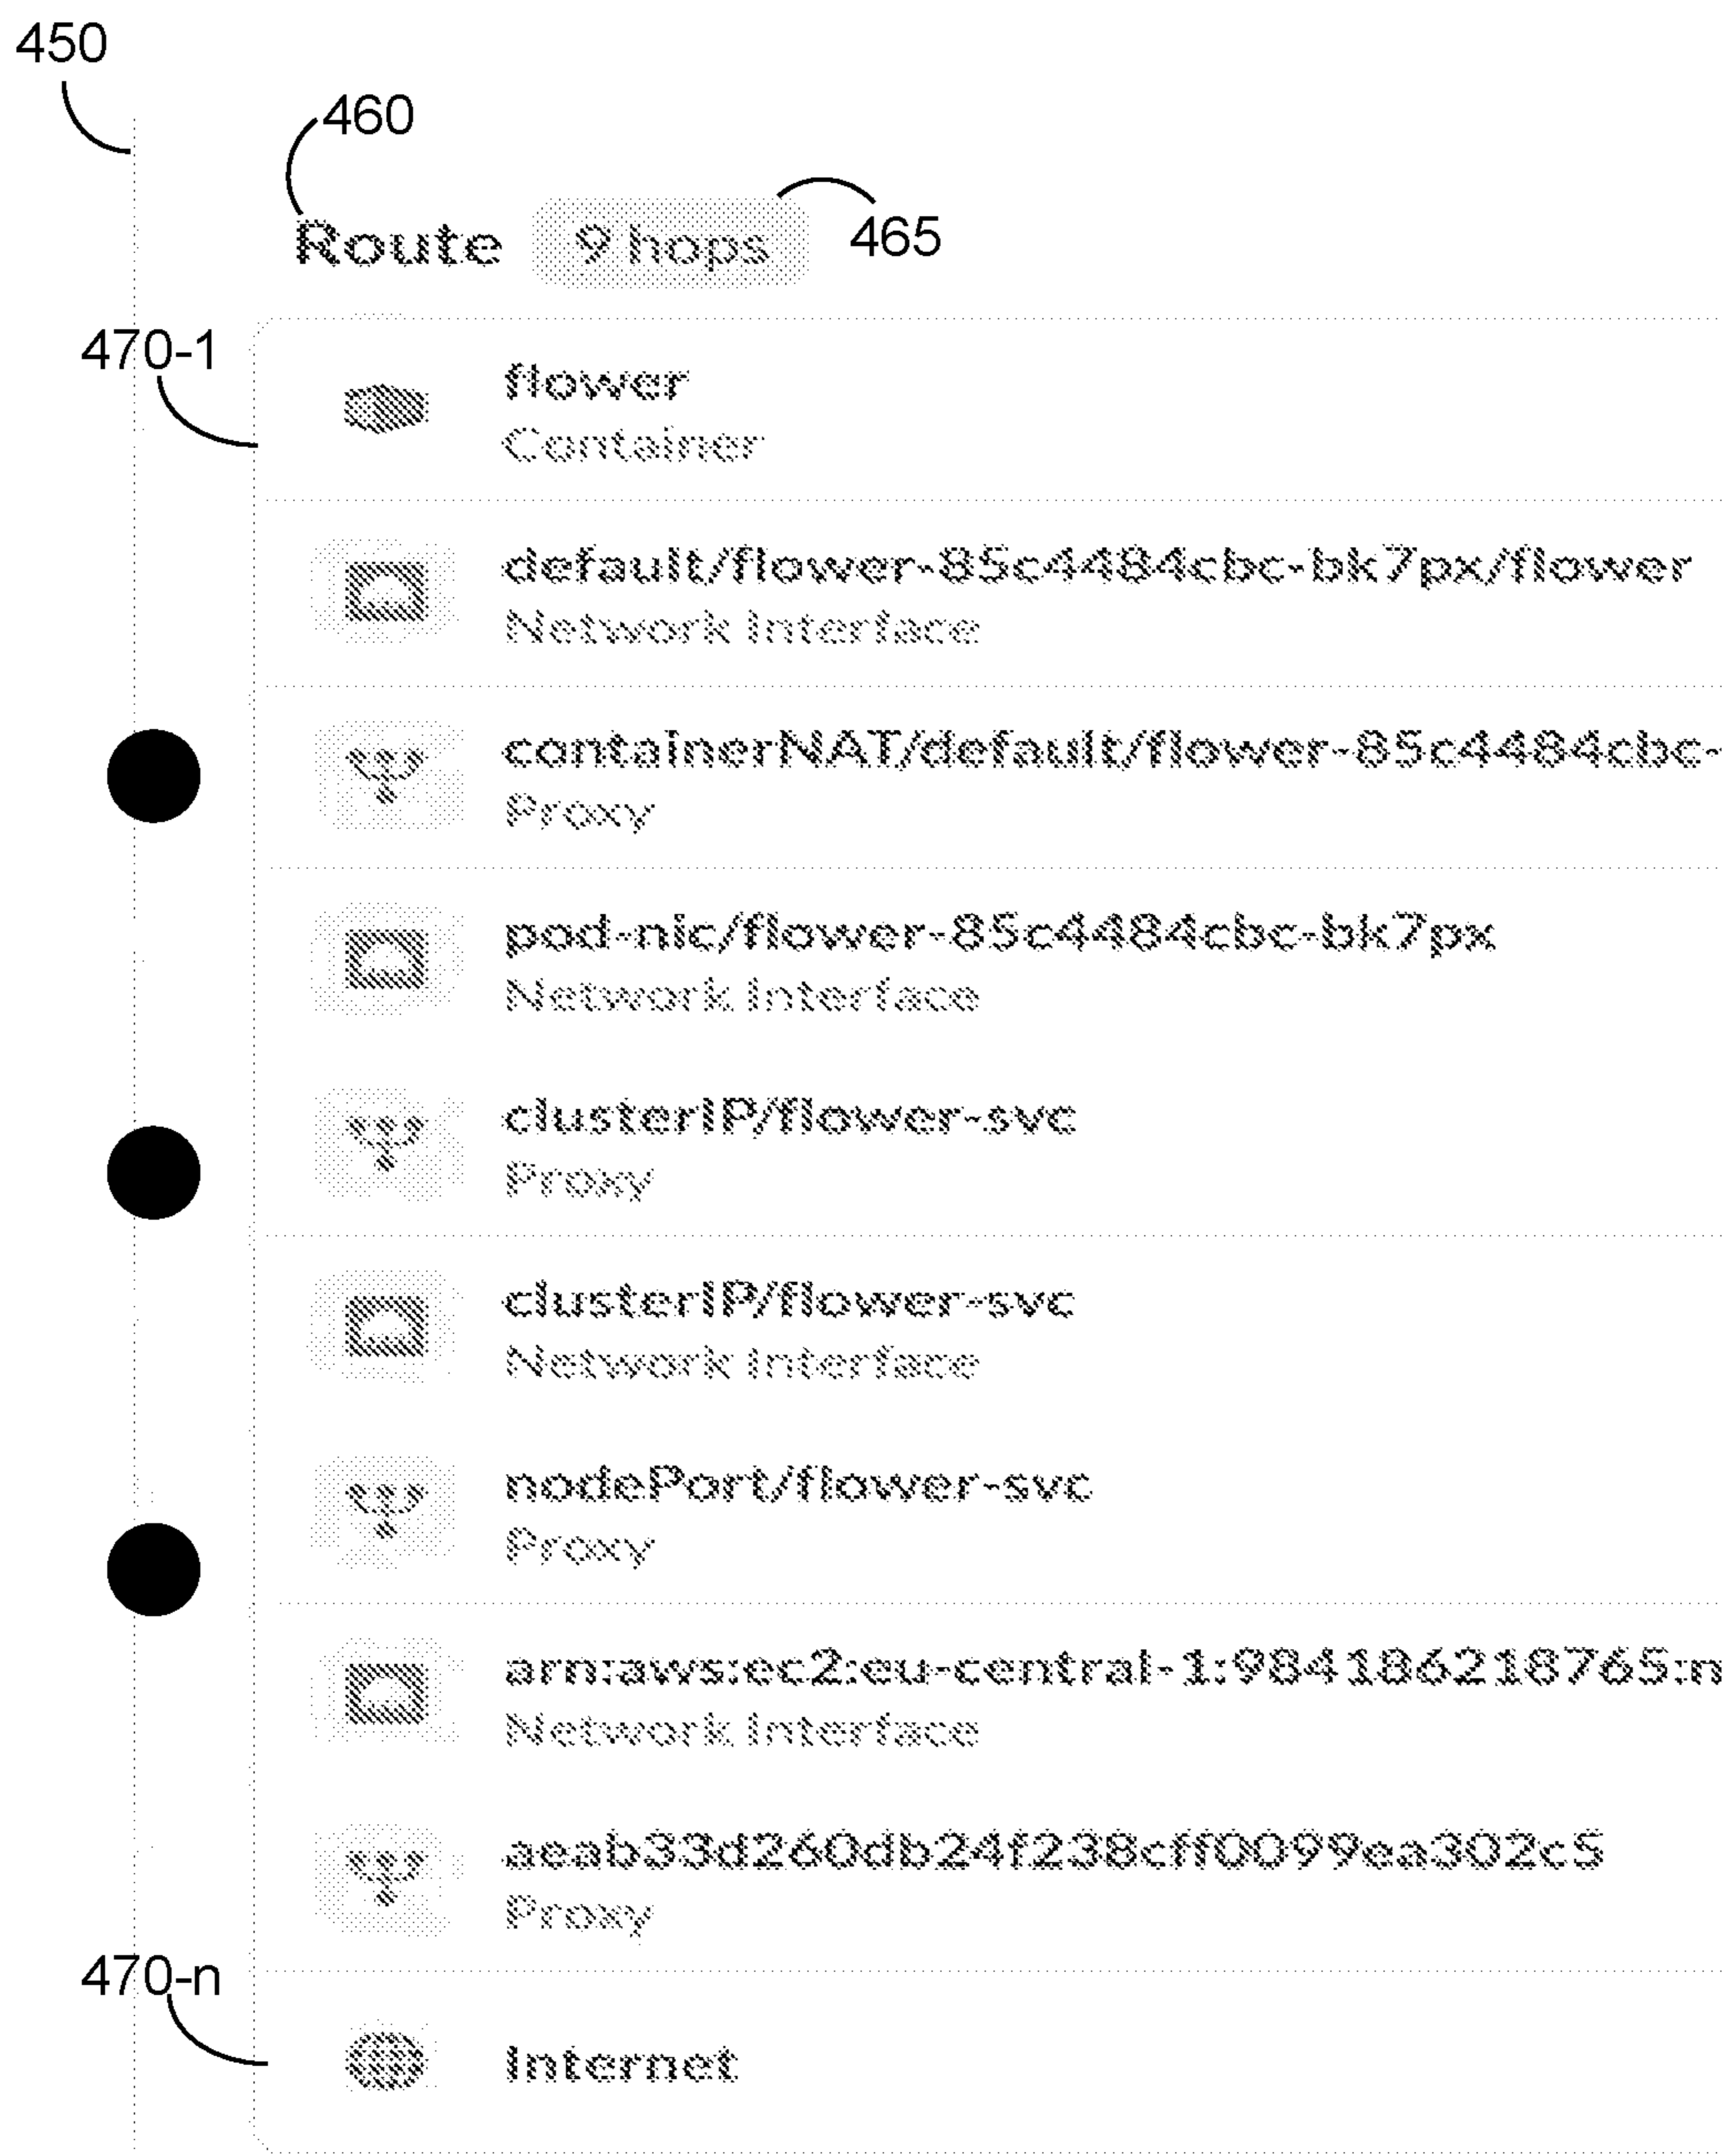 450
460
Route 9 hops
465
470-1
flower
Container
default/flower-85c4484cbc-bk7px/flower
Network Interface
containerNAT/default/flower-85c4484cbc-
Proxy
pod-nic/flower-85c4484cbc-bk7px
Network Interface
clusterIP/flower-svc
Proxy
clusterIP/flower-svc
Network Interface
nodePort/flower-svc
Proxy
arn:aws:ec2:eu-central-1:984186218765:n
Network Interface
aeab33d260db24f238cff0099ea302c5
Proxy
470-n
Internet